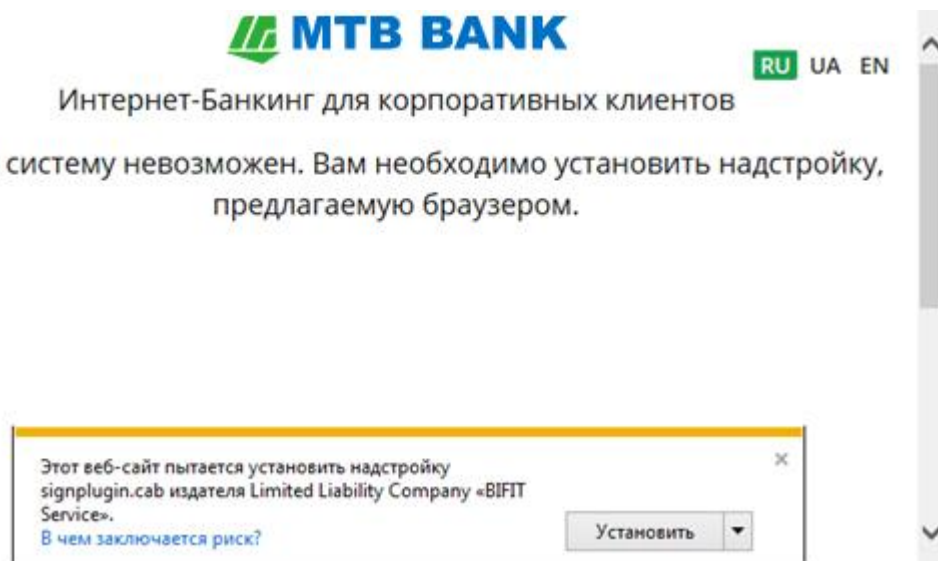 MTB BANK
RU UA EN
Интернет-Банкинг для корпоративных клиентов
систему невозможен. Вам необходимо установить надстройку,
предлагаемую браузером.
Этот веб-сайт пытается установить надстройку
signplugin.cab издателя Limited Liability Company «BIFIT
Service».
В чем заключается риск?
Установить